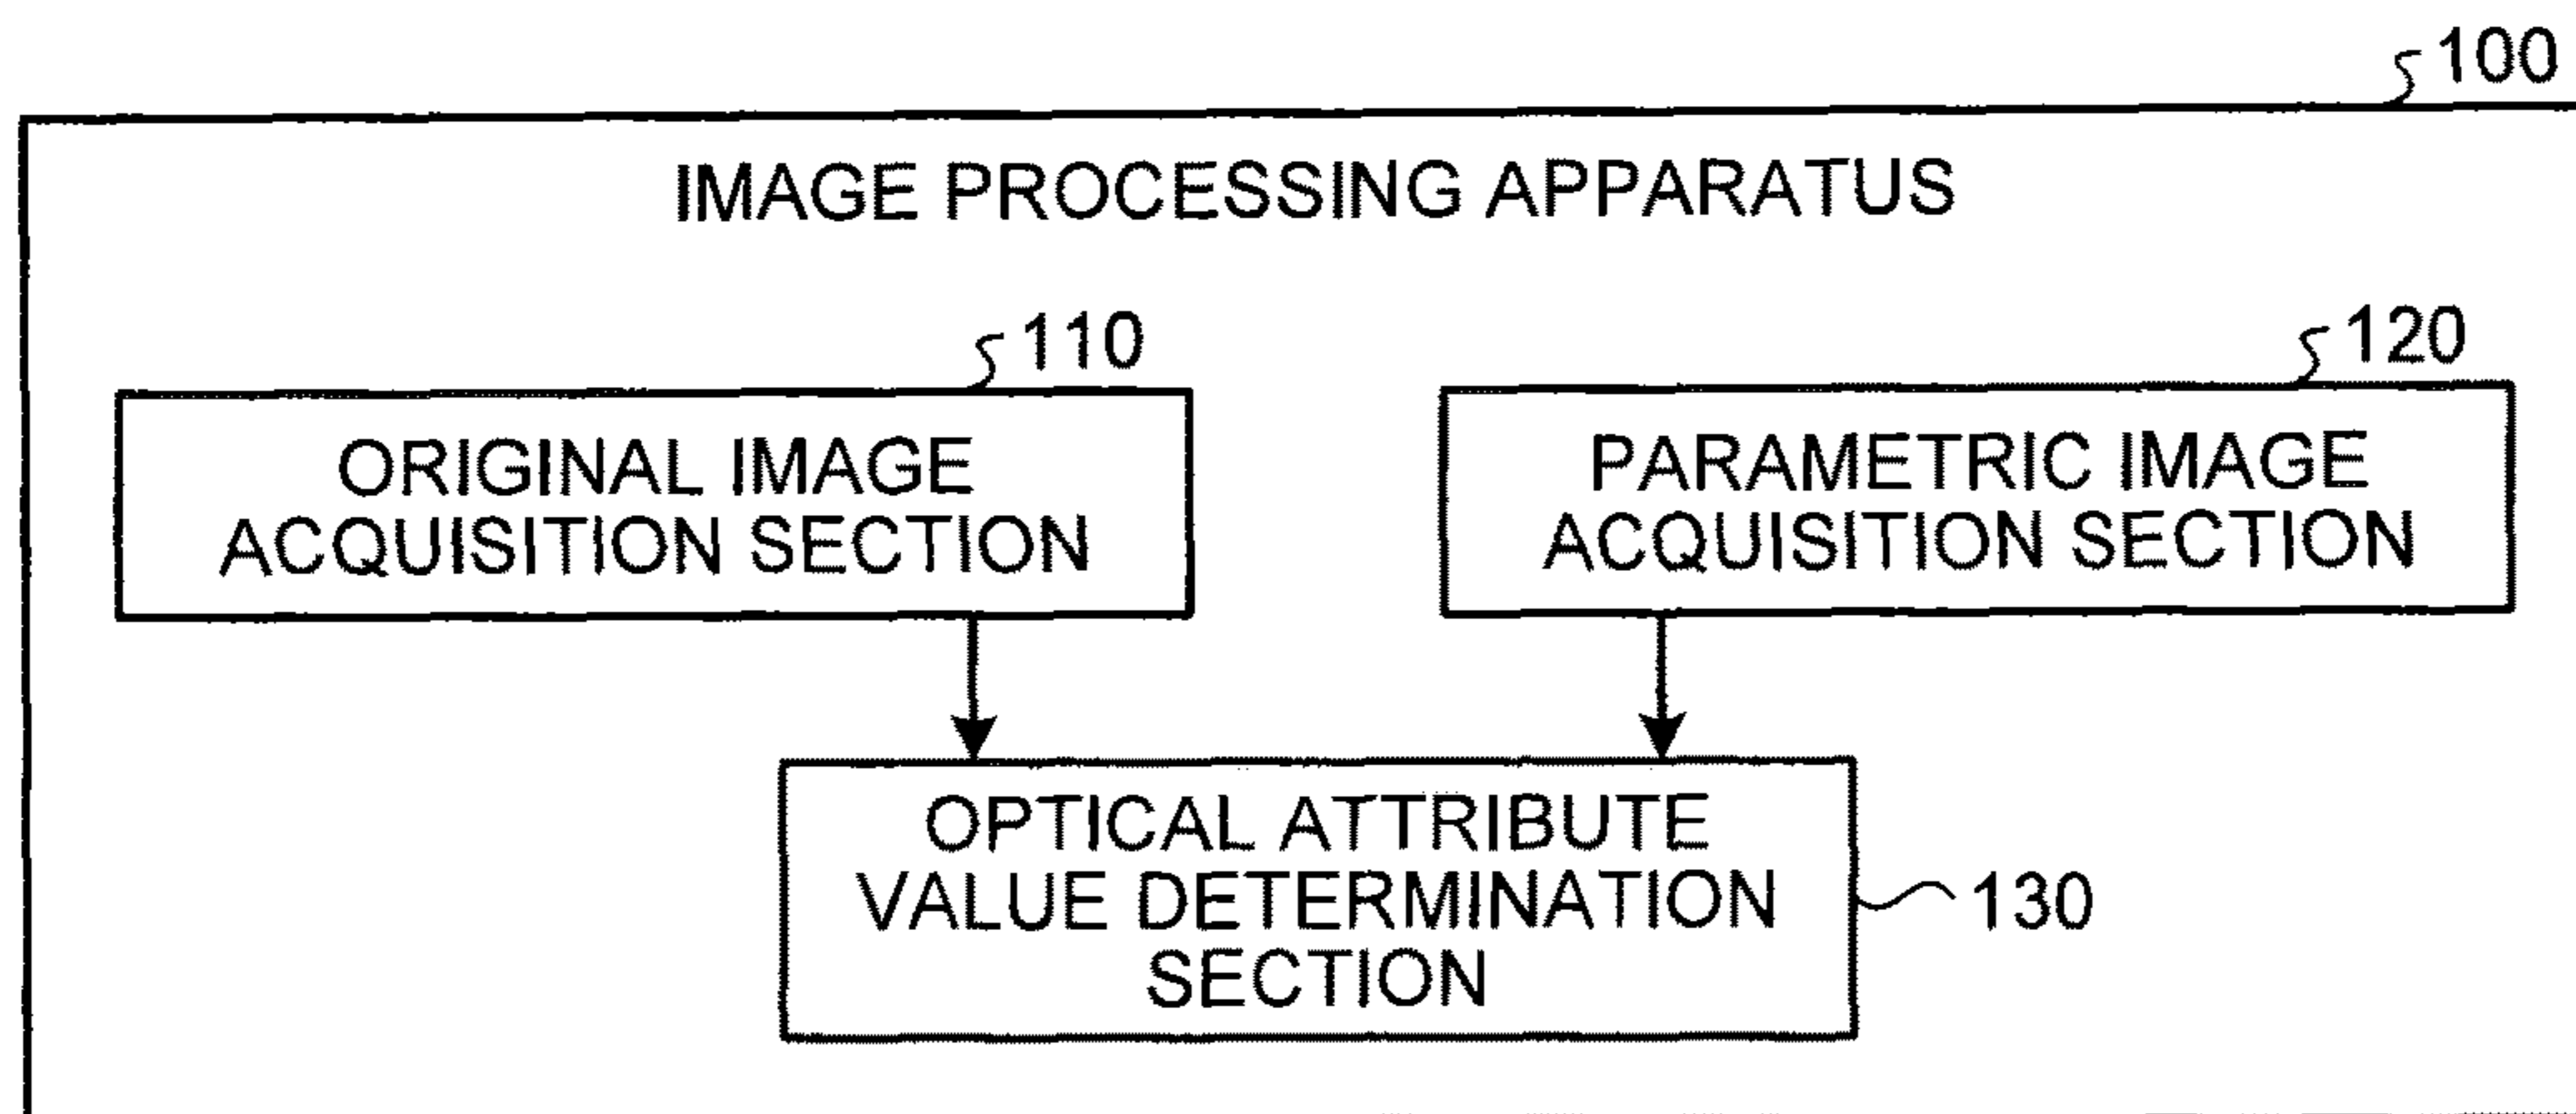 100
IMAGE PROCESSING APPARATUS
110
120
ORIGINAL IMAGE
ACQUISITION SECTION
PARAMETRIC IMAGE
ACQUISITION SECTION
OPTICAL ATTRIBUTE
VALUE DETERMINATION
SECTION
130